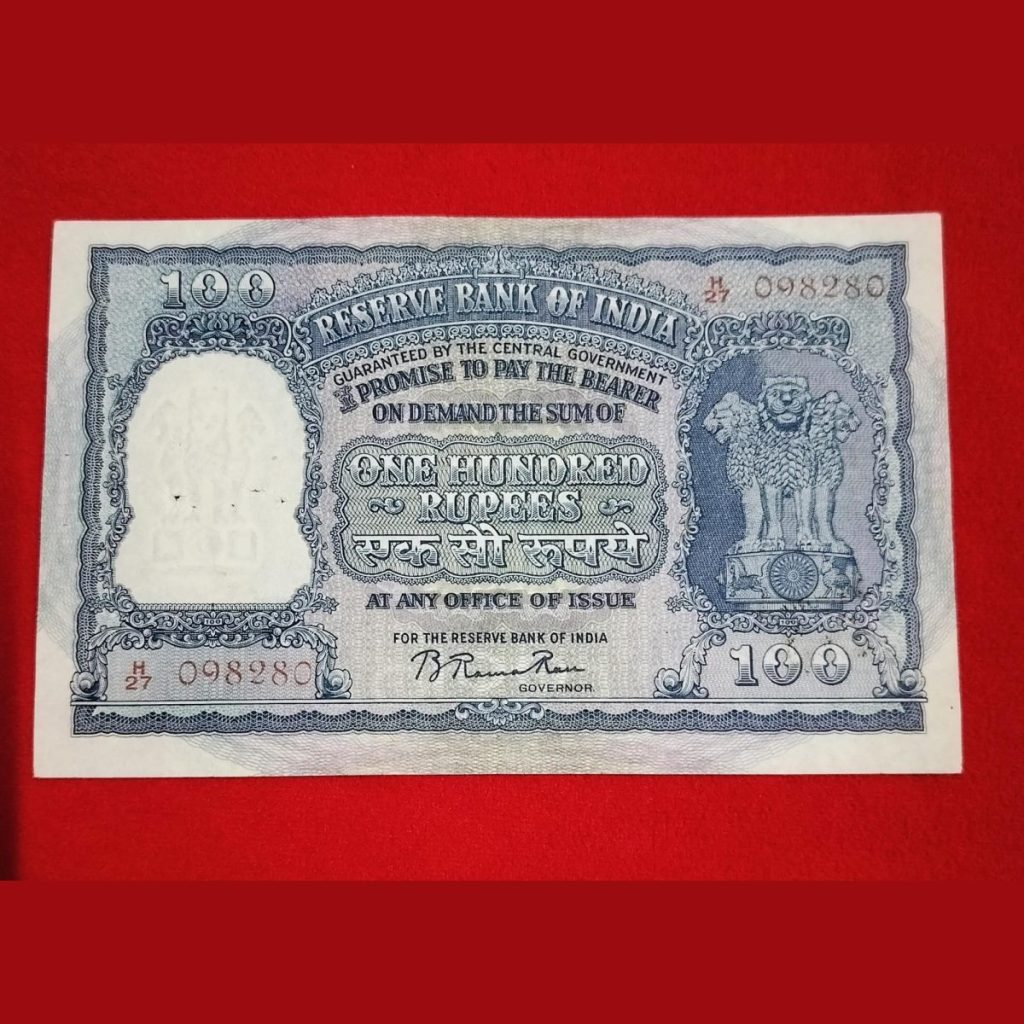 100
RESERVE BANK OF INDIA
H/27 098280
GUARANTEED BY THE CENTRAL GOVERNMENT
I PROMISE TO PAY THE BEARER
ON DEMAND THE SUM OF
ONE HUNDRED
RUPEES
एक सौ रूपये
AT ANY OFFICE OF ISSUE
FOR THE RESERVE BANK OF INDIA
B Rama Rau
GOVERNOR.
H/27 098280
100